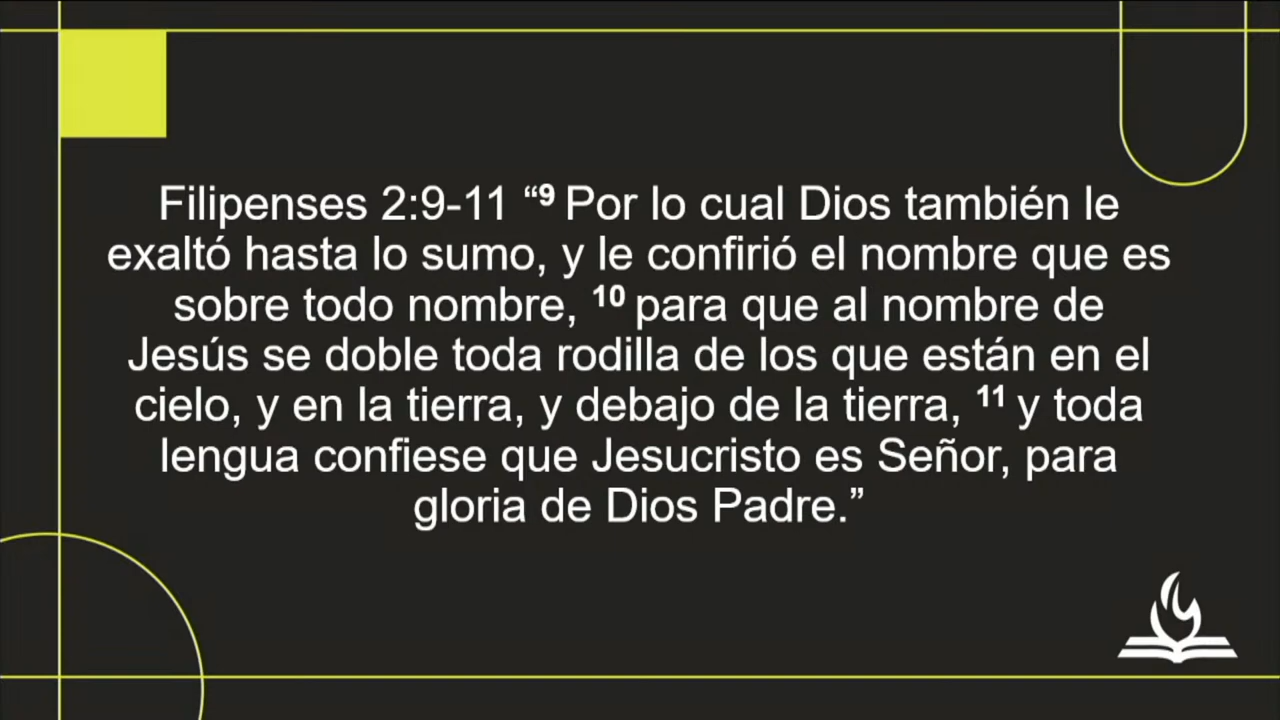 Filipenses 2:9-11 “9 Por lo cual Dios también le
exaltó hasta lo sumo, y le confirió el nombre que es
sobre todo nombre, 10 para que al nombre de
Jesús se doble toda rodilla de los que están en el
cielo, y en la tierra, y debajo de la tierra, 11 y toda
lengua confiese que Jesucristo es Señor, para
gloria de Dios Padre.”